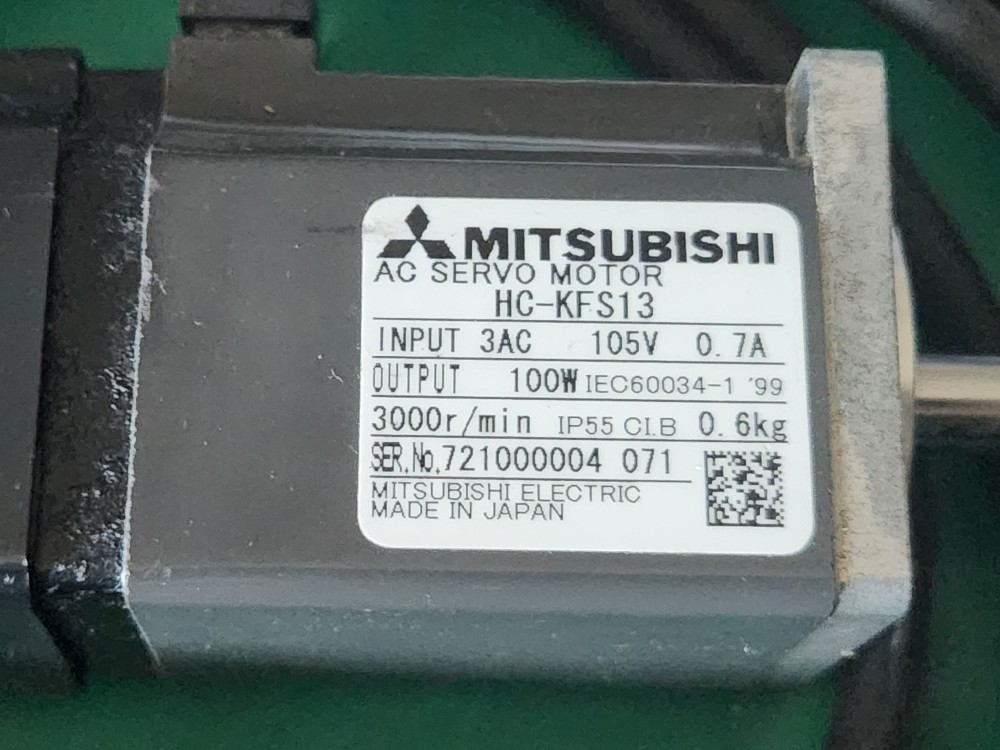 MITSUBISHI
AC SERVO MOTOR
HC-KFS13
INPUT 3AC 105V 0.7A
OUTPUT 100W IEC60034-1 '99
3000r/min IP55 CI.B 0.6kg
SER.No.721000004 071
MITSUBISHI ELECTRIC
MADE IN JAPAN